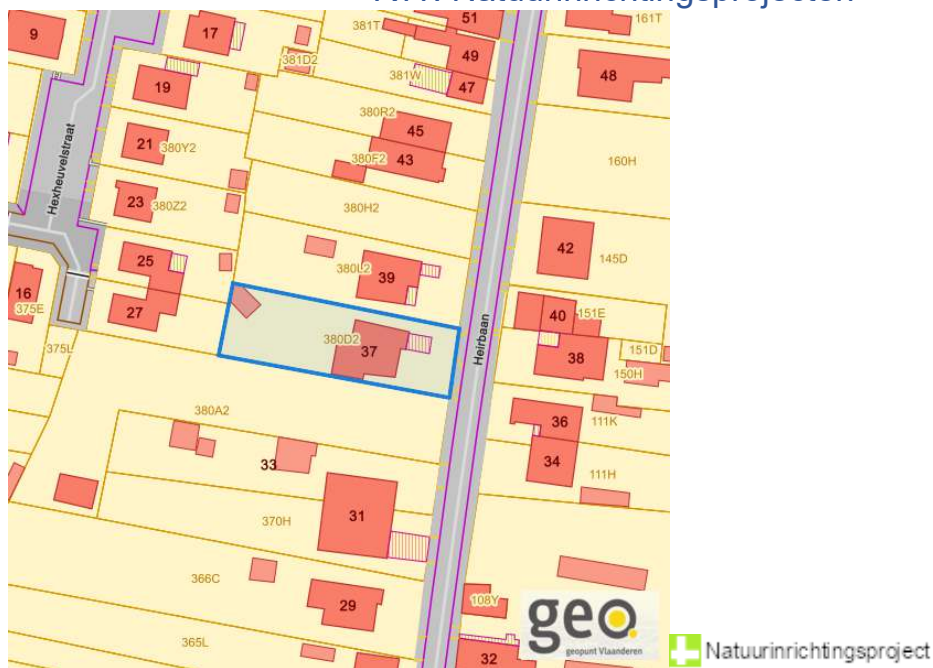 9
17
381T
51
161T
49
381D2
48
19
381W
47
380R2
45
21
380Y2
380F2
43
160H
Hexheuvelstraat
23
380Z2
380H2
42
145D
25
380L2
39
16
375E
27
40
151E
Heirbaan
380D2
37
38
151D
375L
150H
380A2
36
111K
33
34
111H
31
370H
366C
29
108Y
365L
32
geo
geopunt Vlaanderen
Natuurinrichtingsproject